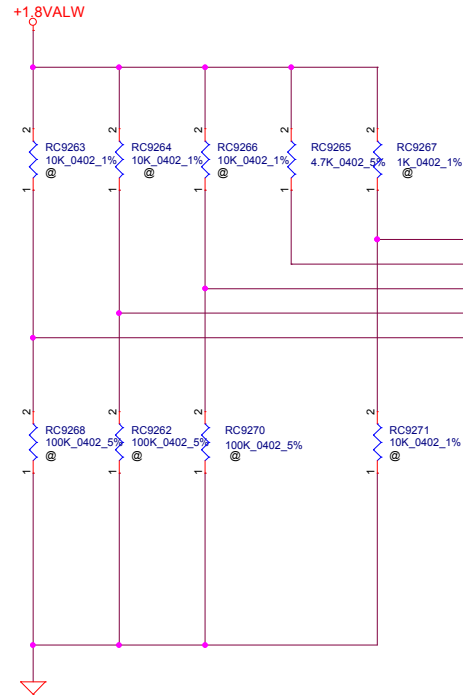 +1.8VALW
2
2
2
2
2
RC9263
10K_0402_1%
@
RC9264
10K_0402_1%
@
RC9266
10K_0402_1%
@
RC9265
4.7K_0402_5%
RC9267
1K_0402_1%
@
1
1
1
1
1
2
2
2
2
RC9268
100K_0402_5%
@
RC9262
100K_0402_5%
@
RC9270
100K_0402_5%
@
RC9271
10K_0402_1%
@
1
1
1
1